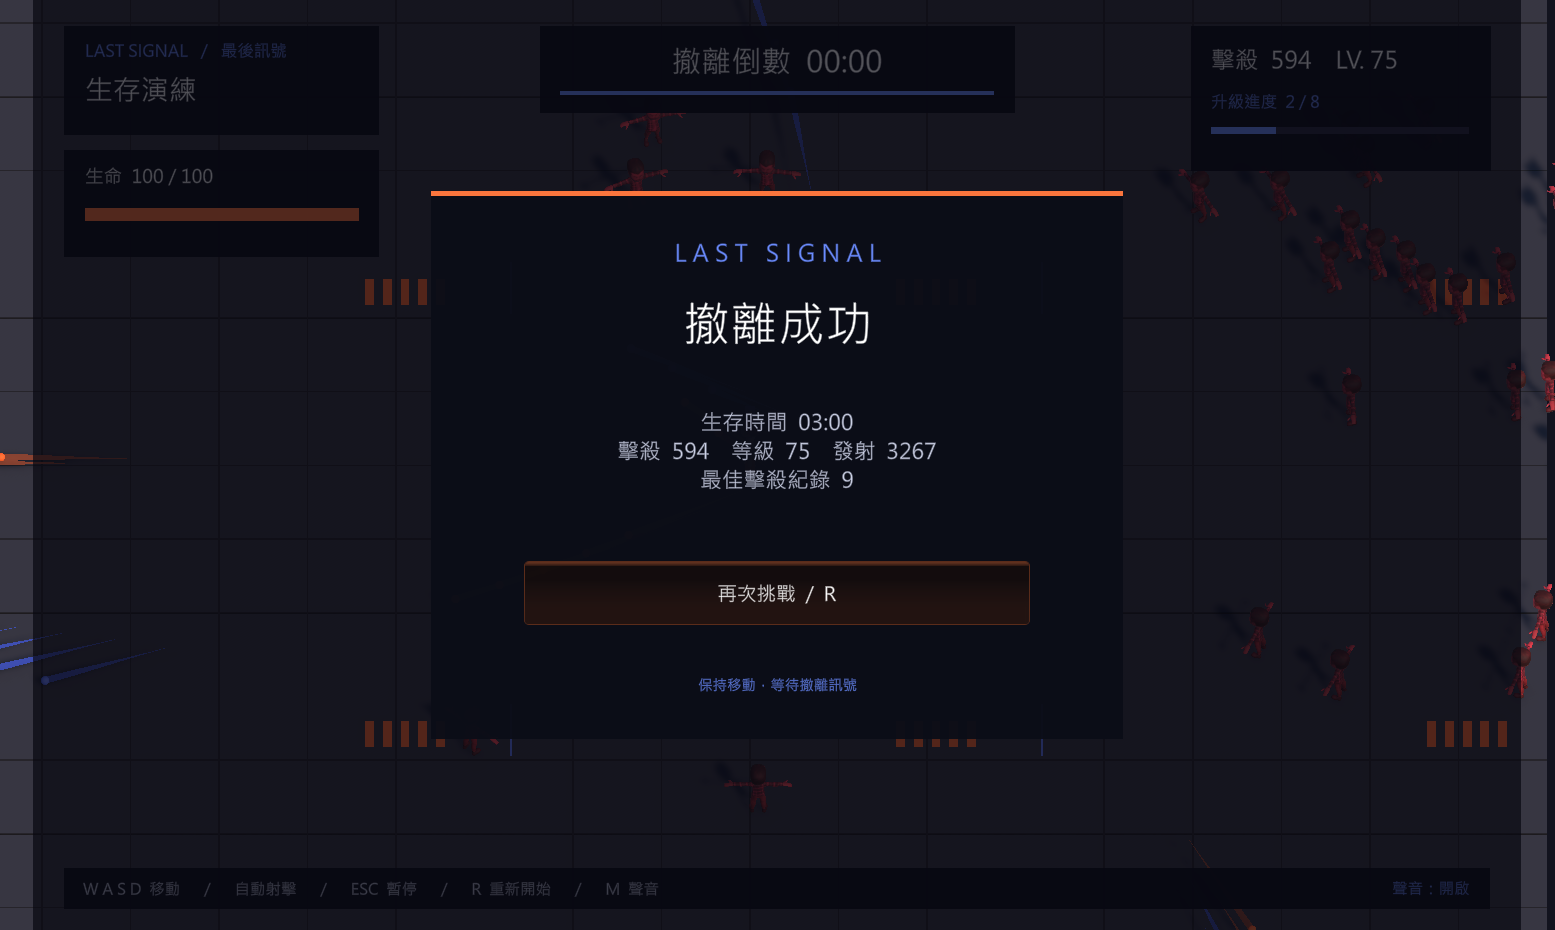 LAST SIGNAL / 最後訊號
生存演練
生命 100 / 100
撤離倒數 00:00
擊殺 594 LV. 75
升級進度 2 / 8
LAST SIGNAL
撤離成功
生存時間 03:00
擊殺 594 等級 75 發射 3267
最佳擊殺紀錄 9
再次挑戰 / R
保持移動 · 等待撤離訊號
W A S D 移動 / 自動射擊 / ESC 暫停 / R 重新開始 / M 聲音
聲音：開啟